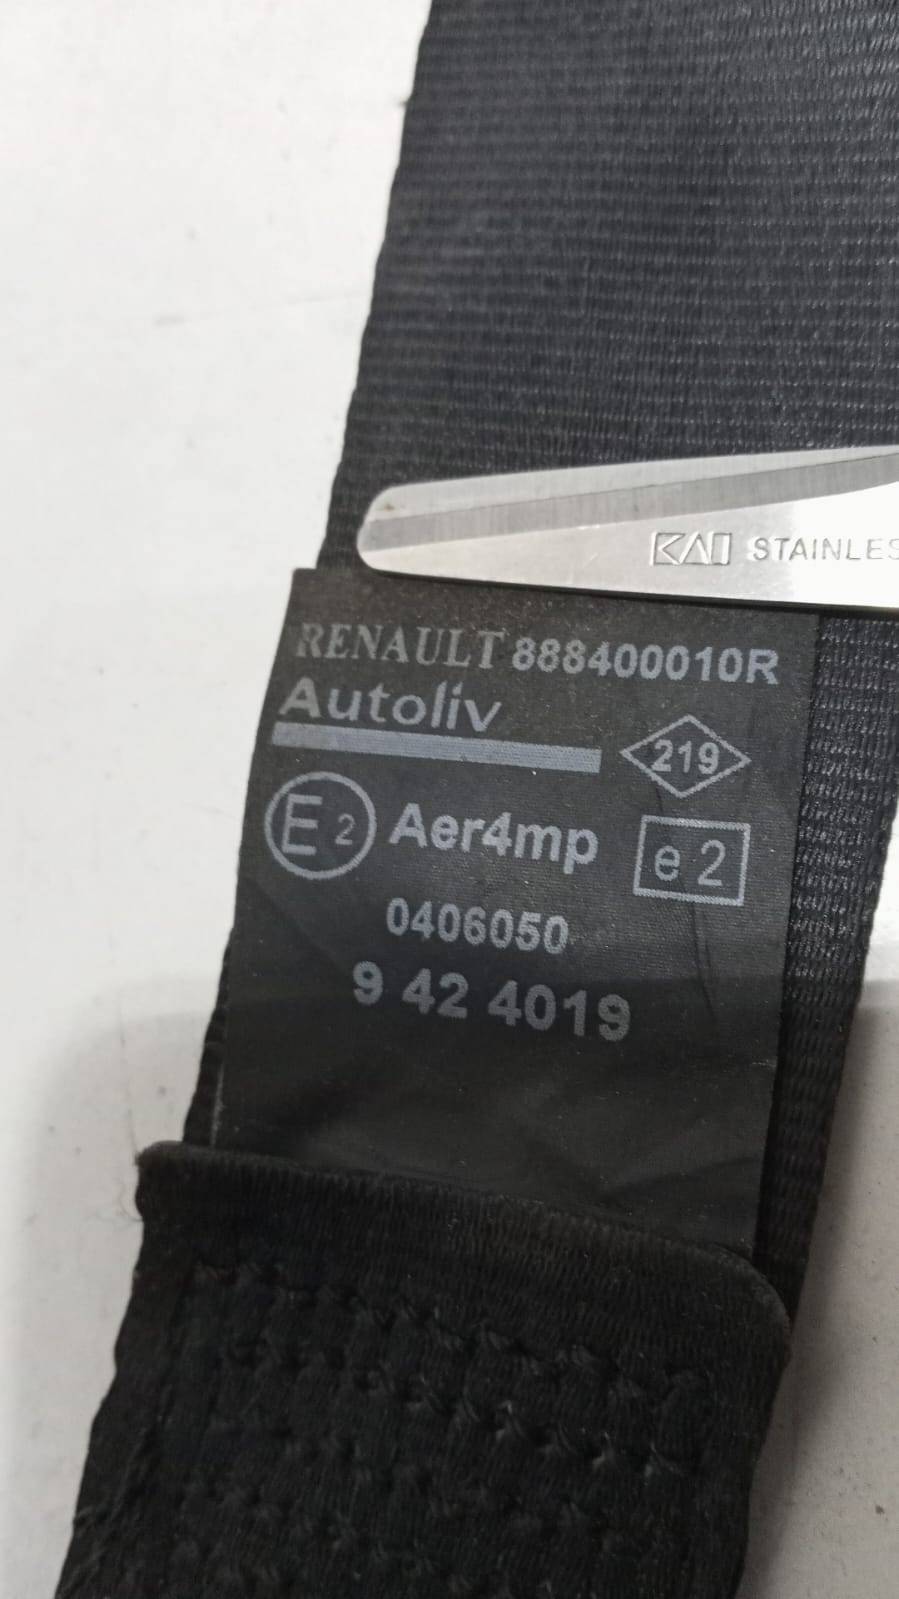 KAI STAINLES
RENAULT 888400010R
Autoliv
219
E2 Aer4mp e2
0406050
9 42 4019